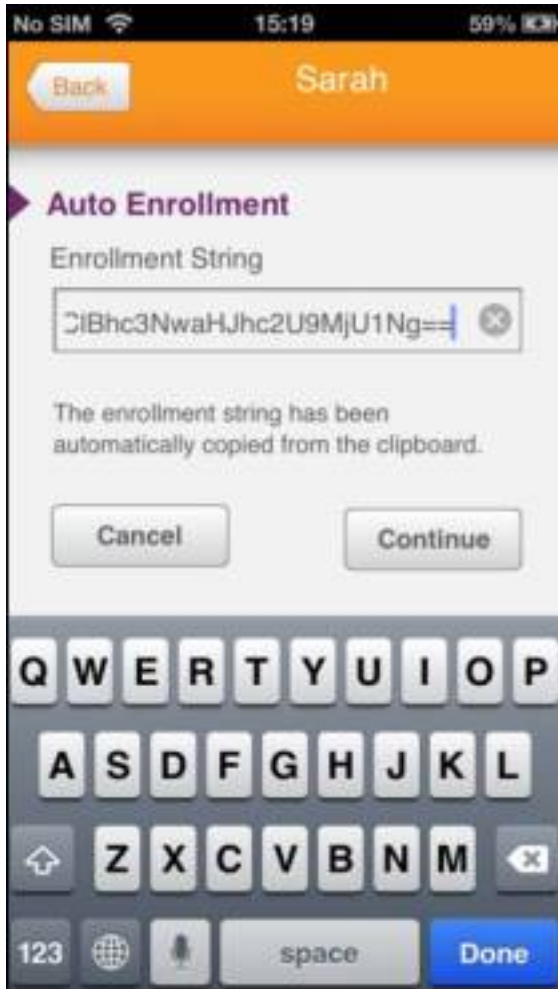 No SIM 15:19 59%
Back Sarah
Auto Enrollment
Enrollment String
CIBhc3NwaHJhc2U9MjU1Ng==
The enrollment string has been
automatically copied from the clipboard.
Cancel Continue
Q W E R T Y U I O P
A S D F G H J K L
Z X C V B N M
123 space Done